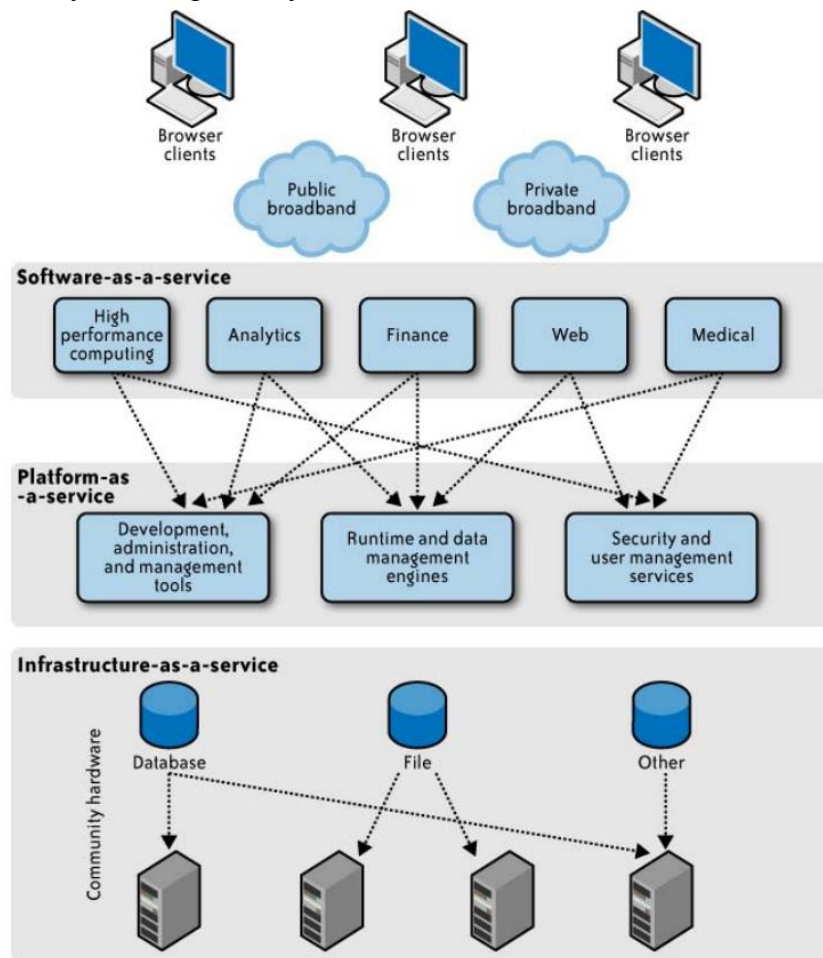 Browser
clients
Browser
clients
Browser
clients
Public
broadband
Private
broadband
Software-as-a-service
High
performance
computing
Analytics
Finance
Web
Medical
Platform-as
-a-service
Development,
administration,
and management
tools
Runtime and data
management
engines
Security and
user management
services
Infrastructure-as-a-service
Community hardware
Database
File
Other